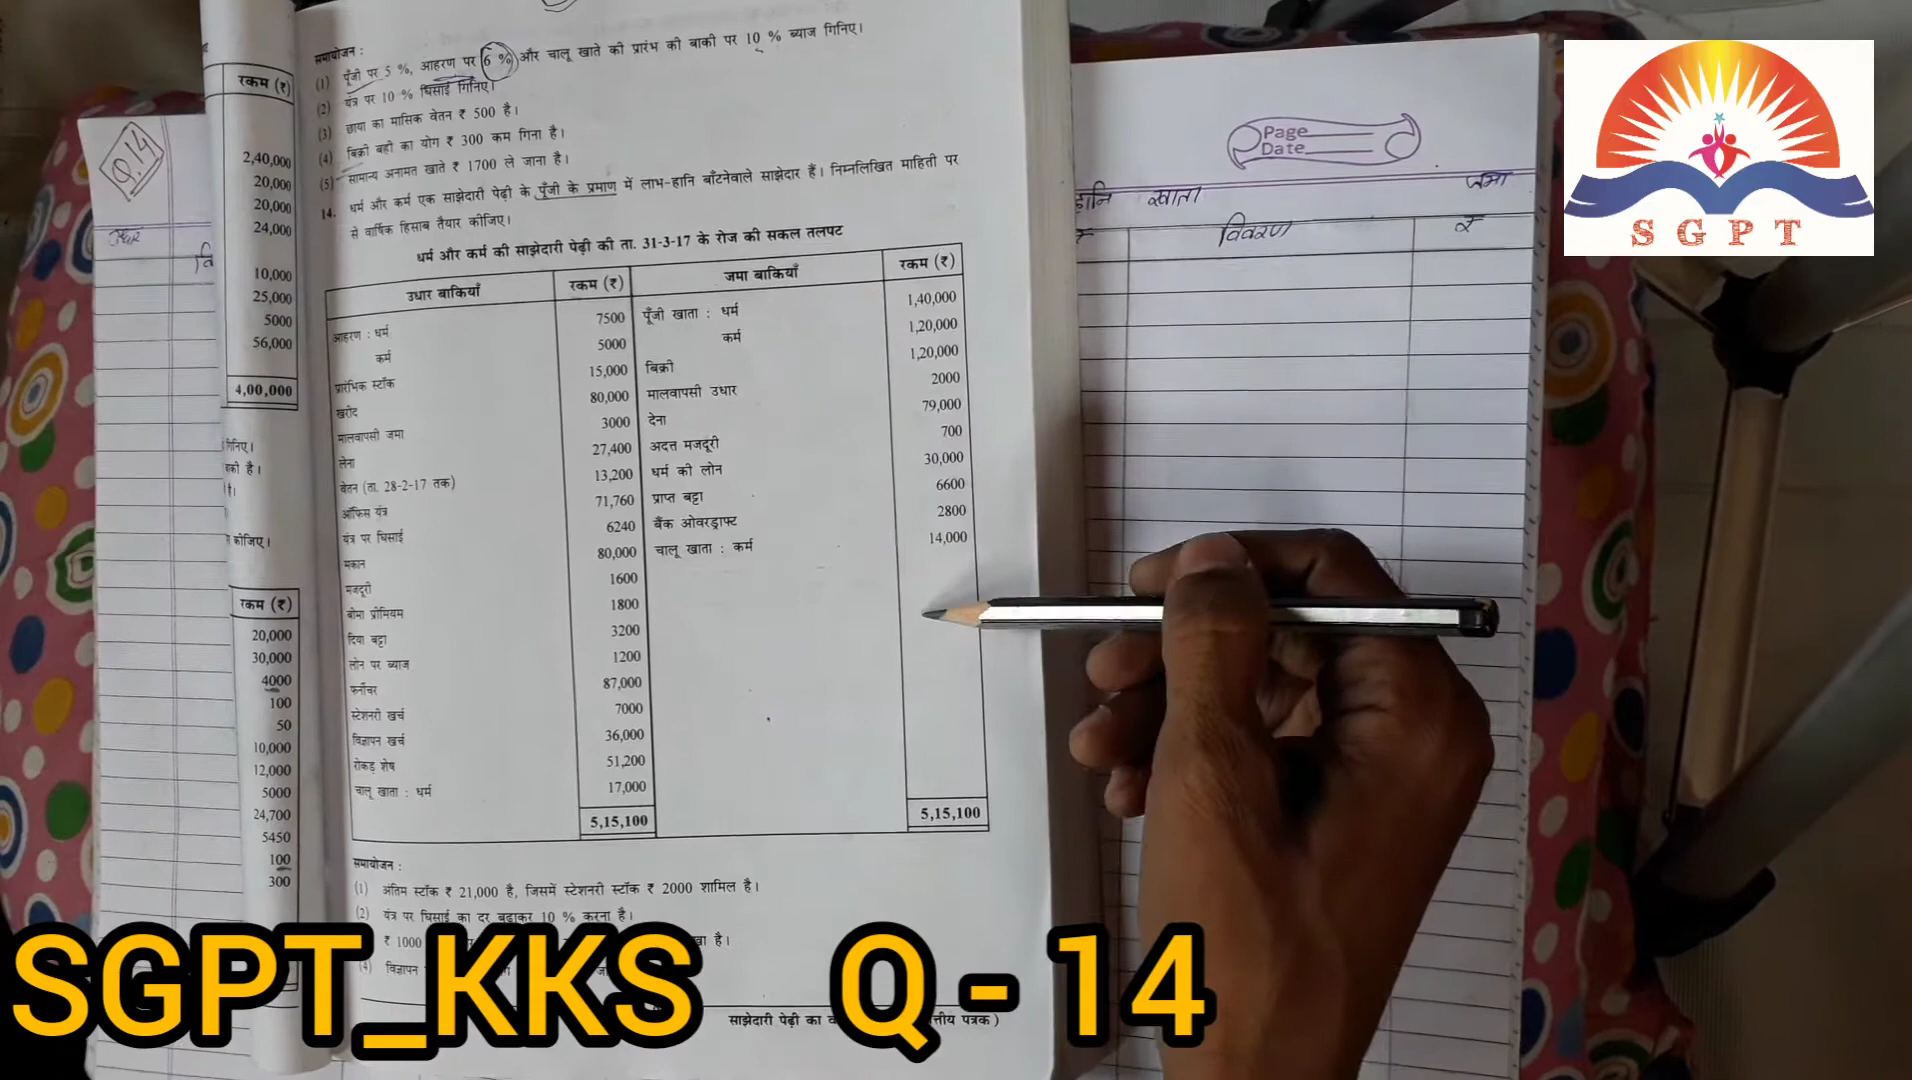 समायोजन :
(1) पूँजी पर 5 %, आहरण पर 6 % और चालू खाते की प्रारंभ की बाकी पर 10 % ब्याज गिनिए।
(2) यंत्र पर 10 % घिसाई गिनिए।
(3) छाया का मासिक वेतन ₹ 500 है।
(4) बिक्री बही का योग ₹ 300 कम गिना है।
(5) सामान्य अनामत खाते ₹ 1700 ले जाना है।
14. धर्म और कर्म एक साझेदारी पेढ़ी के पूँजी के प्रमाण में लाभ-हानि बाँटनेवाले साझेदार हैं। निम्नलिखित माहिती पर
से वार्षिक हिसाब तैयार कीजिए।
धर्म और कर्म की साझेदारी पेढ़ी की ता. 31-3-17 के रोज की सकल तलपट
उधार बाकियाँ रकम (₹) जमा बाकियाँ रकम (₹)
आहरण : धर्म 7500 पूँजी खाता : धर्म 1,40,000
कर्म 5000 कर्म 1,20,000
प्रारंभिक स्टॉक 15,000 बिक्री 1,20,000
खरीद 80,000 मालवापसी उधार 2000
मालवापसी जमा 3000 देना 79,000
लेना 27,400 अदत्त मजदूरी 700
वेतन (ता. 28-2-17 तक) 13,200 धर्म की लोन 30,000
ऑफिस यंत्र 71,760 प्राप्त बट्टा 6600
यंत्र पर घिसाई 6240 बैंक ओवरड्राफ्ट 2800
मकान 80,000 चालू खाता : कर्म 14,000
मजदूरी 1600
बीमा प्रीमियम 1800
दिया बट्टा 3200
लोन पर ब्याज 1200
फर्नीचर 87,000
स्टेशनरी खर्च 7000
विज्ञापन खर्च 36,000
रोकड़ शेष 51,200
चालू खाता : धर्म 17,000
5,15,100 5,15,100
समायोजन :
(1) अंतिम स्टॉक ₹ 21,000 है, जिसमें स्टेशनरी स्टॉक ₹ 2000 शामिल है।
(2) यंत्र पर घिसाई का दर बढ़ाकर 10 % करना है।
₹ 1000
है।
(4) विज्ञापन
साझेदारी पेढ़ी का
पत्रक )
रकम (₹)
2,40,000
20,000
20,000
24,000
10,000
25,000
5000
56,000
4,00,000
गिनिए।
है।
है।
कीजिए।
रकम (₹)
20,000
30,000
4000
100
50
10,000
12,000
5000
24,700
5450
100
300
Q.14
उधार
वि
Page
Date
हानि खाता जमा
₹ विवरण ₹
SGPT
SGPT_KKS Q - 14